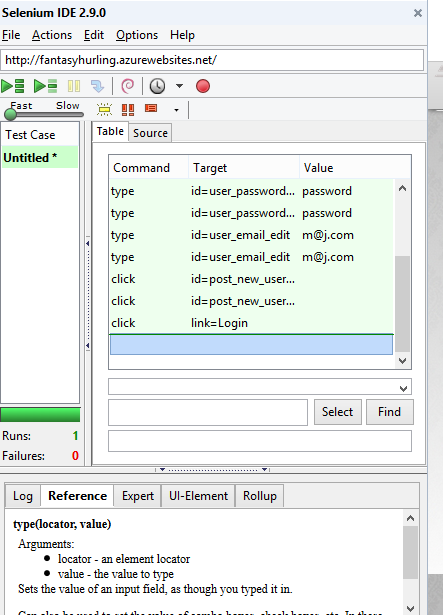 Selenium IDE 2.9.0
File Actions Edit Options Help
http://fantasyhurling.azurewebsites.net/
Fast Slow
Test Case
Untitled *
Table Source
Command Target Value
type id=user_password... password
type id=user_password... password
type id=user_email_edit m@j.com
type id=user_email_edit m@j.com
click id=post_new_user...
click id=post_new_user...
click link=Login
Select Find
Runs: 1
Failures: 0
Log Reference Expert UI-Element Rollup
type(locator, value)
Arguments:
locator - an element locator
value - the value to type
Sets the value of an input field, as though you typed it in.